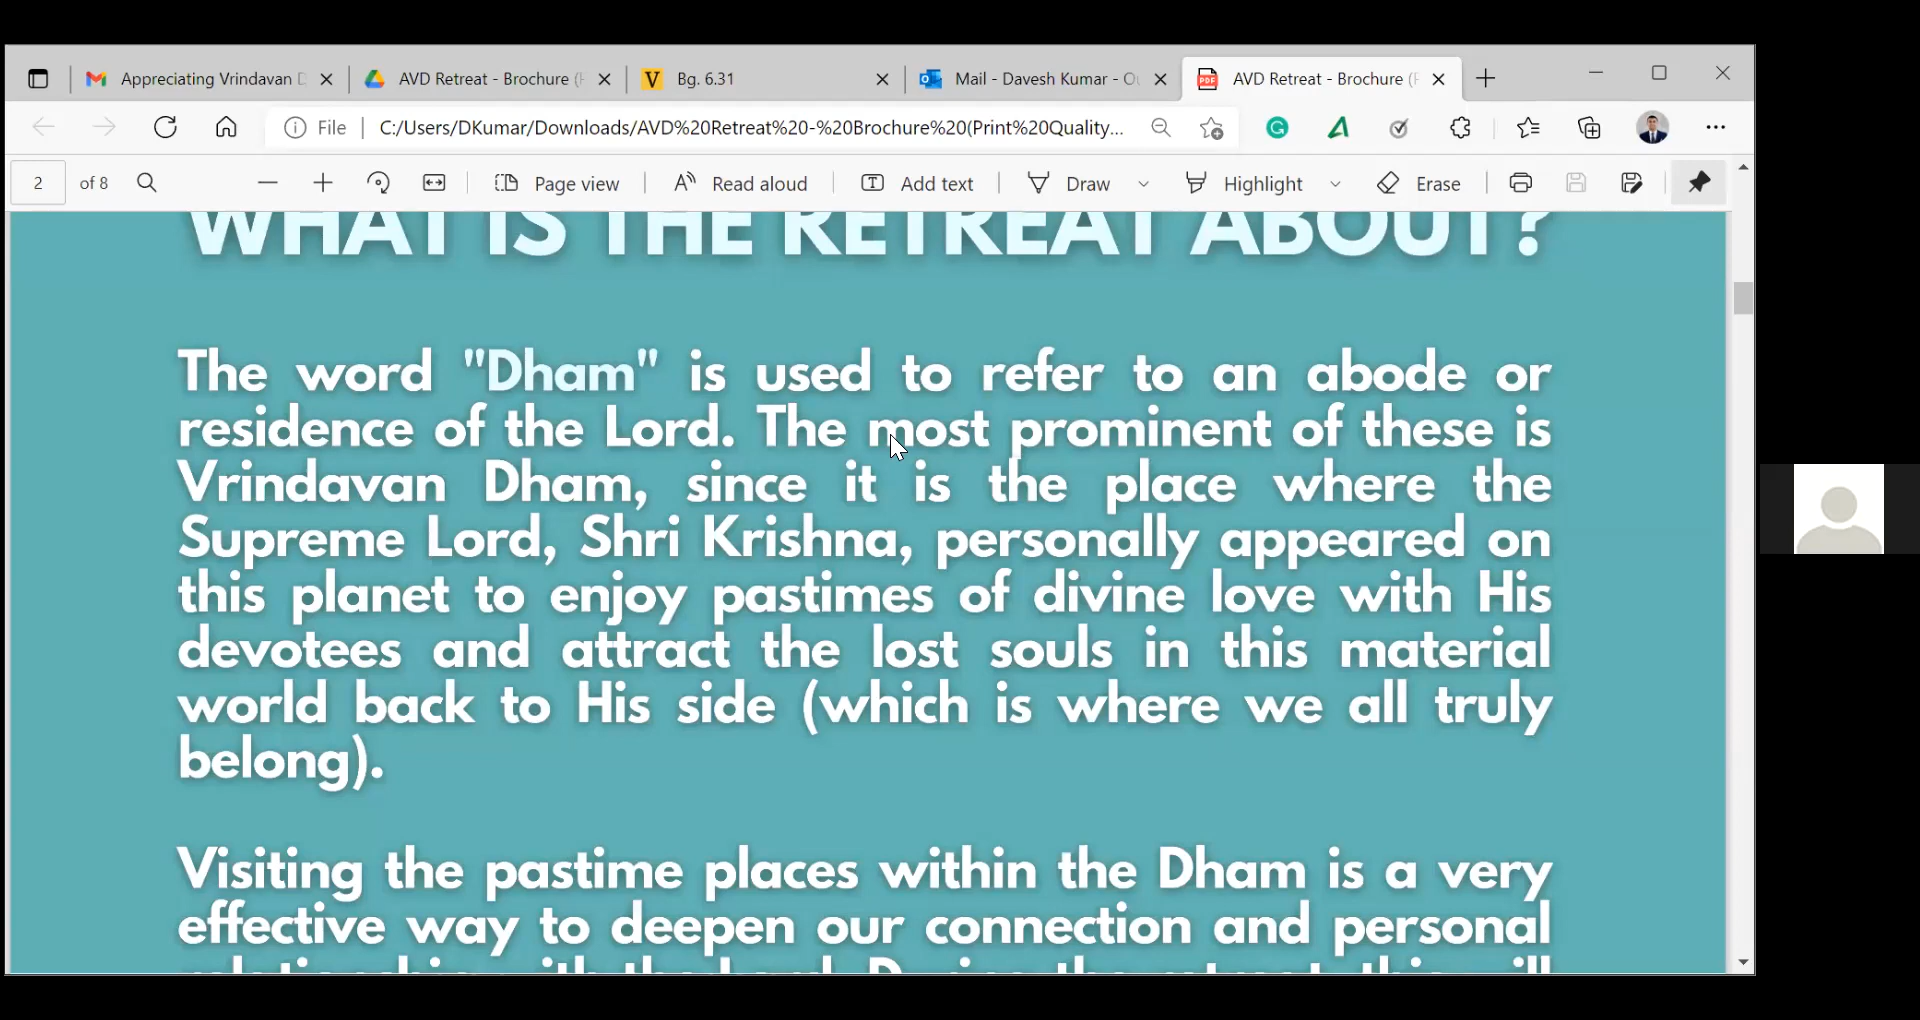 Appreciating Vrindavan D
AVD Retreat - Brochure (
Bg. 6.31
Mail - Davesh Kumar - Ou
AVD Retreat - Brochure (
File
C:/Users/DKumar/Downloads/AVD%20Retreat%20-%20Brochure%20(Print%20Quality...
2 of 8
Page view
Read aloud
Add text
Draw
Highlight
Erase
WHAT IS THE RETREAT ABOUT?
The word "Dham" is used to refer to an abode or
residence of the Lord. The most prominent of these is
Vrindavan Dham, since it is the place where the
Supreme Lord, Shri Krishna, personally appeared on
this planet to enjoy pastimes of divine love with His
devotees and attract the lost souls in this material
world back to His side (which is where we all truly
belong).
Visiting the pastime places within the Dham is a very
effective way to deepen our connection and personal